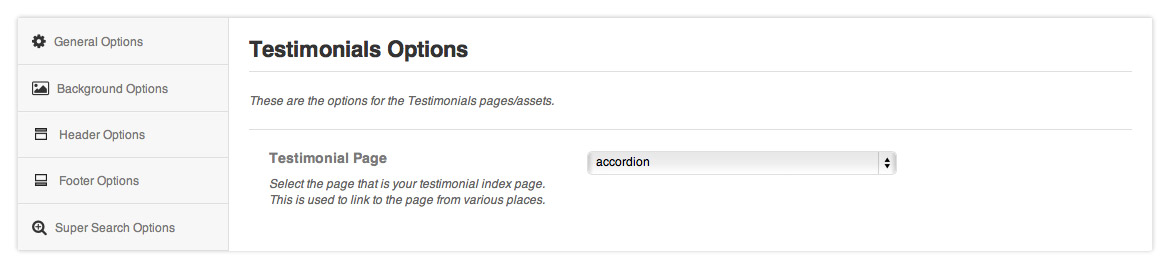 General Options
Background Options
Header Options
Footer Options
Super Search Options
Testimonials Options
These are the options for the Testimonials pages/assets.
Testimonial Page
accordion
Select the page that is your testimonial index page.
This is used to link to the page from various places.